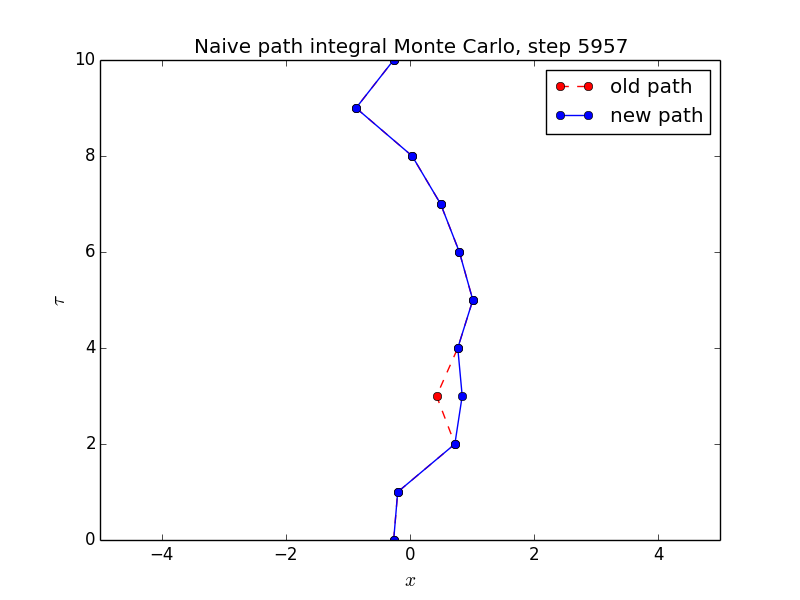 Naive path integral Monte Carlo, step 5957
old path
new path
10
8
6
4
2
0
τ
−4 −2 0 2 4
x